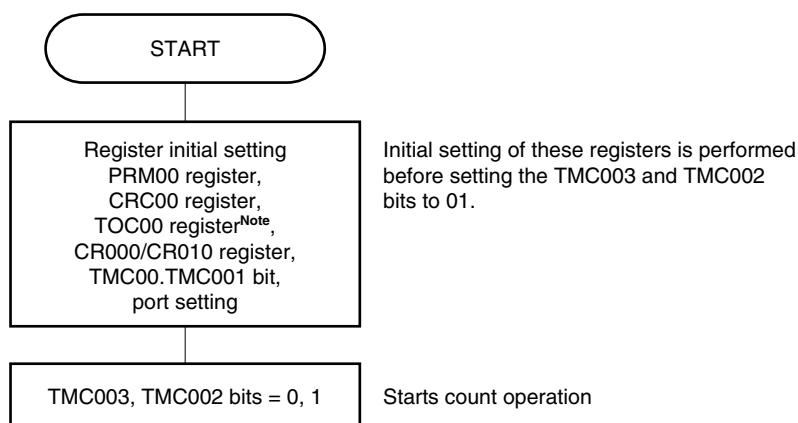 START
Register initial setting
PRM00 register,
CRC00 register,
TOC00 registerNote,
CR000/CR010 register,
TMC00.TMC001 bit,
port setting
Initial setting of these registers is performed
before setting the TMC003 and TMC002
bits to 01.
TMC003, TMC002 bits = 0, 1
Starts count operation